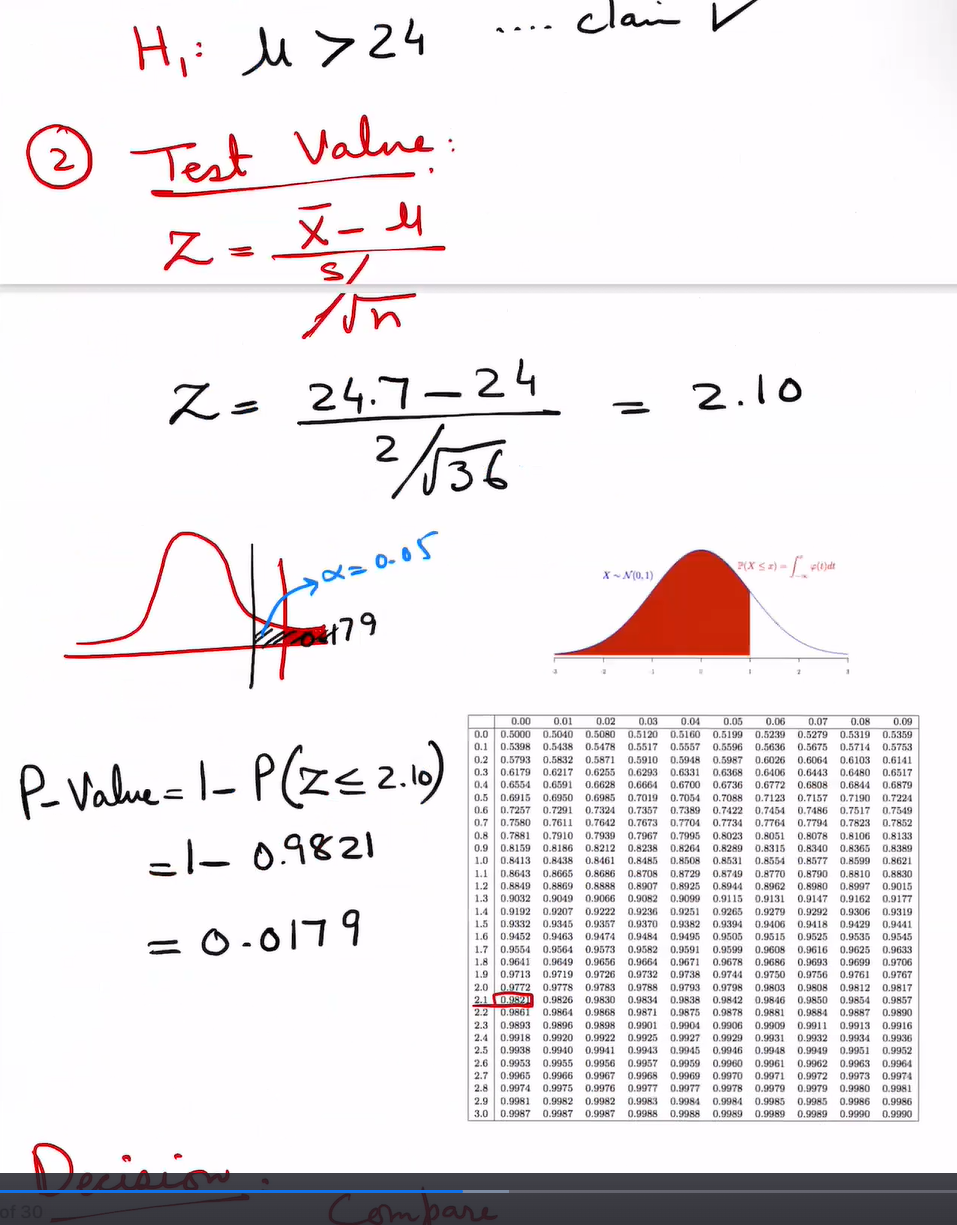 H₁: μ > 24 .... claim ✓
② Test Value:
Z = x̄ - μ
s/
/√n
Z = 24.7 - 24 = 2.10
2/√36
α = 0.05
0.0179
X ~ N(0, 1)
ℙ(X ≤ x) = ∫ φ(t)dt
-3 -2 -1 0 1 2 3
P-Value = 1 - P(Z ≤ 2.10)
= 1 - 0.9821
= 0.0179
0.00 0.01 0.02 0.03 0.04 0.05 0.06 0.07 0.08 0.09
0.0 0.5000 0.5040 0.5080 0.5120 0.5160 0.5199 0.5239 0.5279 0.5319 0.5359
0.1 0.5398 0.5438 0.5478 0.5517 0.5557 0.5596 0.5636 0.5675 0.5714 0.5753
0.2 0.5793 0.5832 0.5871 0.5910 0.5948 0.5987 0.6026 0.6064 0.6103 0.6141
0.3 0.6179 0.6217 0.6255 0.6293 0.6331 0.6368 0.6406 0.6443 0.6480 0.6517
0.4 0.6554 0.6591 0.6628 0.6664 0.6700 0.6736 0.6772 0.6808 0.6844 0.6879
0.5 0.6915 0.6950 0.6985 0.7019 0.7054 0.7088 0.7123 0.7157 0.7190 0.7224
0.6 0.7257 0.7291 0.7324 0.7357 0.7389 0.7422 0.7454 0.7486 0.7517 0.7549
0.7 0.7580 0.7611 0.7642 0.7673 0.7704 0.7734 0.7764 0.7794 0.7823 0.7852
0.8 0.7881 0.7910 0.7939 0.7967 0.7995 0.8023 0.8051 0.8078 0.8106 0.8133
0.9 0.8159 0.8186 0.8212 0.8238 0.8264 0.8289 0.8315 0.8340 0.8365 0.8389
1.0 0.8413 0.8438 0.8461 0.8485 0.8508 0.8531 0.8554 0.8577 0.8599 0.8621
1.1 0.8643 0.8665 0.8686 0.8708 0.8729 0.8749 0.8770 0.8790 0.8810 0.8830
1.2 0.8849 0.8869 0.8888 0.8907 0.8925 0.8944 0.8962 0.8980 0.8997 0.9015
1.3 0.9032 0.9049 0.9066 0.9082 0.9099 0.9115 0.9131 0.9147 0.9162 0.9177
1.4 0.9192 0.9207 0.9222 0.9236 0.9251 0.9265 0.9279 0.9292 0.9306 0.9319
1.5 0.9332 0.9345 0.9357 0.9370 0.9382 0.9394 0.9406 0.9418 0.9429 0.9441
1.6 0.9452 0.9463 0.9474 0.9484 0.9495 0.9505 0.9515 0.9525 0.9535 0.9545
1.7 0.9554 0.9564 0.9573 0.9582 0.9591 0.9599 0.9608 0.9616 0.9625 0.9633
1.8 0.9641 0.9649 0.9656 0.9664 0.9671 0.9678 0.9686 0.9693 0.9699 0.9706
1.9 0.9713 0.9719 0.9726 0.9732 0.9738 0.9744 0.9750 0.9756 0.9761 0.9767
2.0 0.9772 0.9778 0.9783 0.9788 0.9793 0.9798 0.9803 0.9808 0.9812 0.9817
2.1 0.9821 0.9826 0.9830 0.9834 0.9838 0.9842 0.9846 0.9850 0.9854 0.9857
2.2 0.9861 0.9864 0.9868 0.9871 0.9875 0.9878 0.9881 0.9884 0.9887 0.9890
2.3 0.9893 0.9896 0.9898 0.9901 0.9904 0.9906 0.9909 0.9911 0.9913 0.9916
2.4 0.9918 0.9920 0.9922 0.9925 0.9927 0.9929 0.9931 0.9932 0.9934 0.9936
2.5 0.9938 0.9940 0.9941 0.9943 0.9945 0.9946 0.9948 0.9949 0.9951 0.9952
2.6 0.9953 0.9955 0.9956 0.9957 0.9959 0.9960 0.9961 0.9962 0.9963 0.9964
2.7 0.9965 0.9966 0.9967 0.9968 0.9969 0.9970 0.9971 0.9972 0.9973 0.9974
2.8 0.9974 0.9975 0.9976 0.9977 0.9977 0.9978 0.9979 0.9979 0.9980 0.9981
2.9 0.9981 0.9982 0.9982 0.9983 0.9984 0.9984 0.9985 0.9985 0.9986 0.9986
3.0 0.9987 0.9987 0.9987 0.9988 0.9988 0.9989 0.9989 0.9989 0.9990 0.9990
Decision:
Compare
of 30